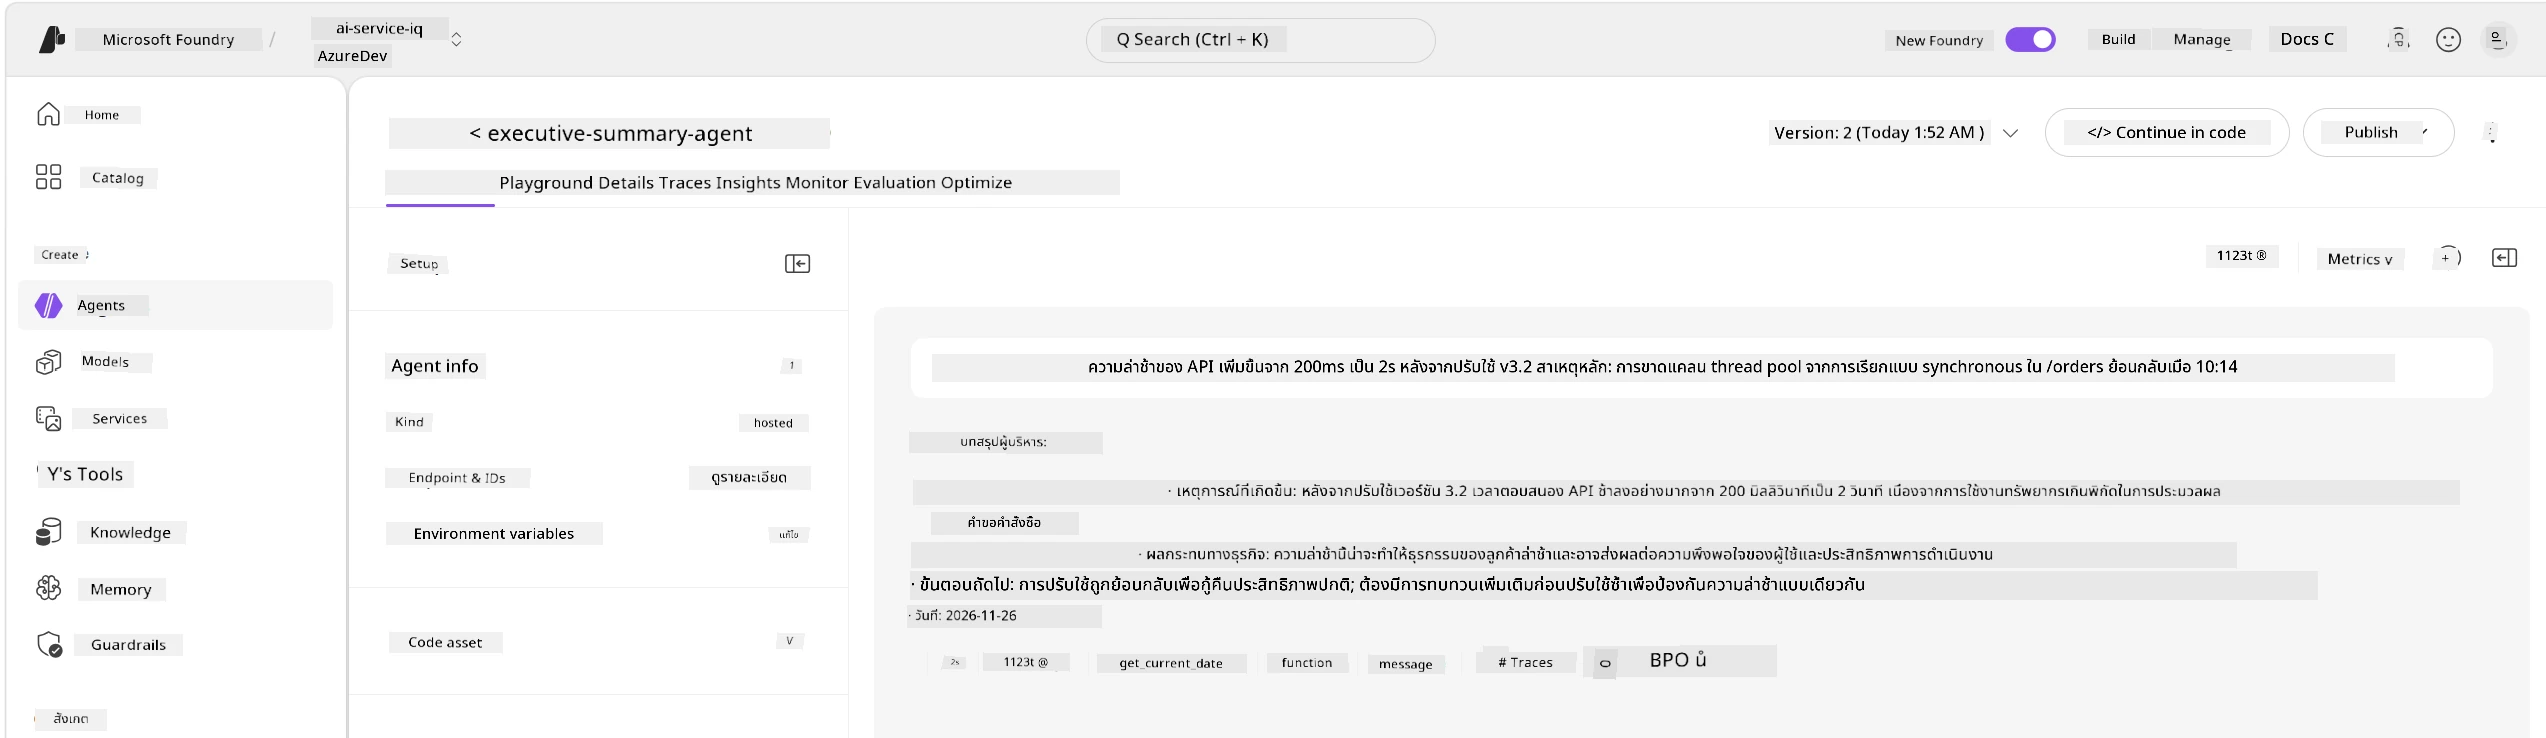 Microsoft Foundry /
ai-service-iq
AzureDev
Q Search (Ctrl + K)
New Foundry
Build
Manage
Docs C
Home
Catalog
Create
Agents
Models
Services
Y's Tools
Knowledge
Memory
Guardrails
สังเกต
< executive-summary-agent
Version: 2 (Today 1:52 AM )
</> Continue in code
Publish
Playground Details Traces Insights Monitor Evaluation Optimize
Setup
Agent info
1
Kind
hosted
Endpoint & IDs
ดูรายละเอียด
Environment variables
แก้ไข
Code asset
V
1123t ®
Metrics v
+
ความล่าช้าของ API เพิ่มขึ้นจาก 200ms เป็น 2s หลังจากปรับใช้ v3.2 สาเหตุหลัก: การขาดแคลน thread pool จากการเรียกแบบ synchronous ใน /orders ย้อนกลับเมื่อ 10:14
บทสรุปผู้บริหาร:
· เหตุการณ์ที่เกิดขึ้น: หลังจากปรับใช้เวอร์ชัน 3.2 เวลาตอบสนอง API ช้าลงอย่างมากจาก 200 มิลลิวินาทีเป็น 2 วินาที เนื่องจากการใช้งานทรัพยากรเกินพิกัดในการประมวลผล
คำขอคำสั่งซื้อ
· ผลกระทบทางธุรกิจ: ความล่าช้านี้น่าจะทำให้ธุรกรรมของลูกค้าล่าช้าและอาจส่งผลต่อความพึงพอใจของผู้ใช้และประสิทธิภาพการดำเนินงาน
· ขั้นตอนถัดไป: การปรับใช้ถูกย้อนกลับเพื่อกู้คืนประสิทธิภาพปกติ; ต้องมีการทบทวนเพิ่มเติมก่อนปรับใช้ซ้ำเพื่อป้องกันความล่าช้าแบบเดียวกัน
· วันที่: 2026-11-26
2s
1123t @
get_current_date
function
message
# Traces
BPO นี้